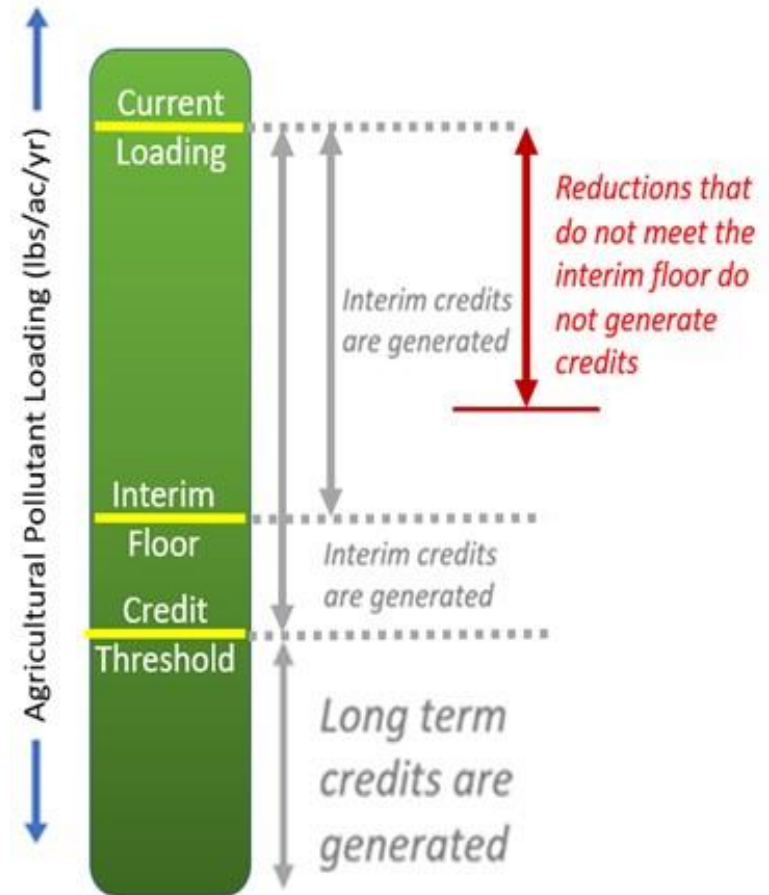 Agricultural Pollutant Loading (lbs/ac/yr)
Current
Loading
Interim credits
are generated
Reductions that
do not meet the
interim floor do
not generate
credits
Interim
Floor
Interim credits
are generated
Credit
Threshold
Long term
credits are
generated